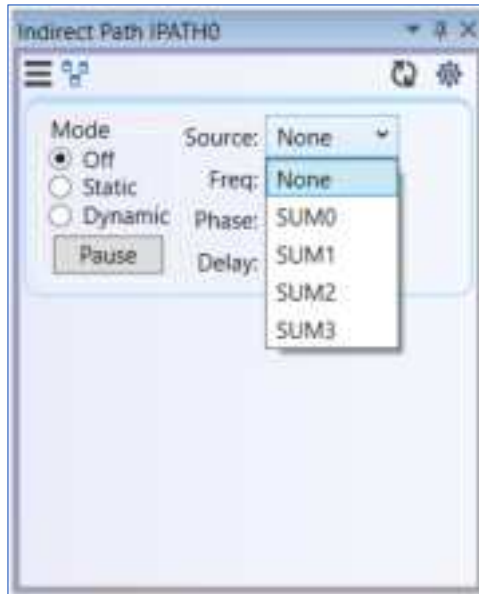 Indirect Path IPATH0
Mode
Off
Static
Dynamic
Pause
Source: None
Freq:
Phase:
Delay:
None
SUM0
SUM1
SUM2
SUM3